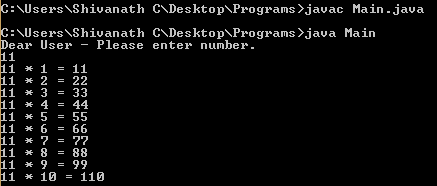 C:\Users\Shivanath C\Desktop\Programs>javac Main.java
C:\Users\Shivanath C\Desktop\Programs>java Main
Dear User - Please enter number.
11
11 * 1 = 11
11 * 2 = 22
11 * 3 = 33
11 * 4 = 44
11 * 5 = 55
11 * 6 = 66
11 * 7 = 77
11 * 8 = 88
11 * 9 = 99
11 * 10 = 110